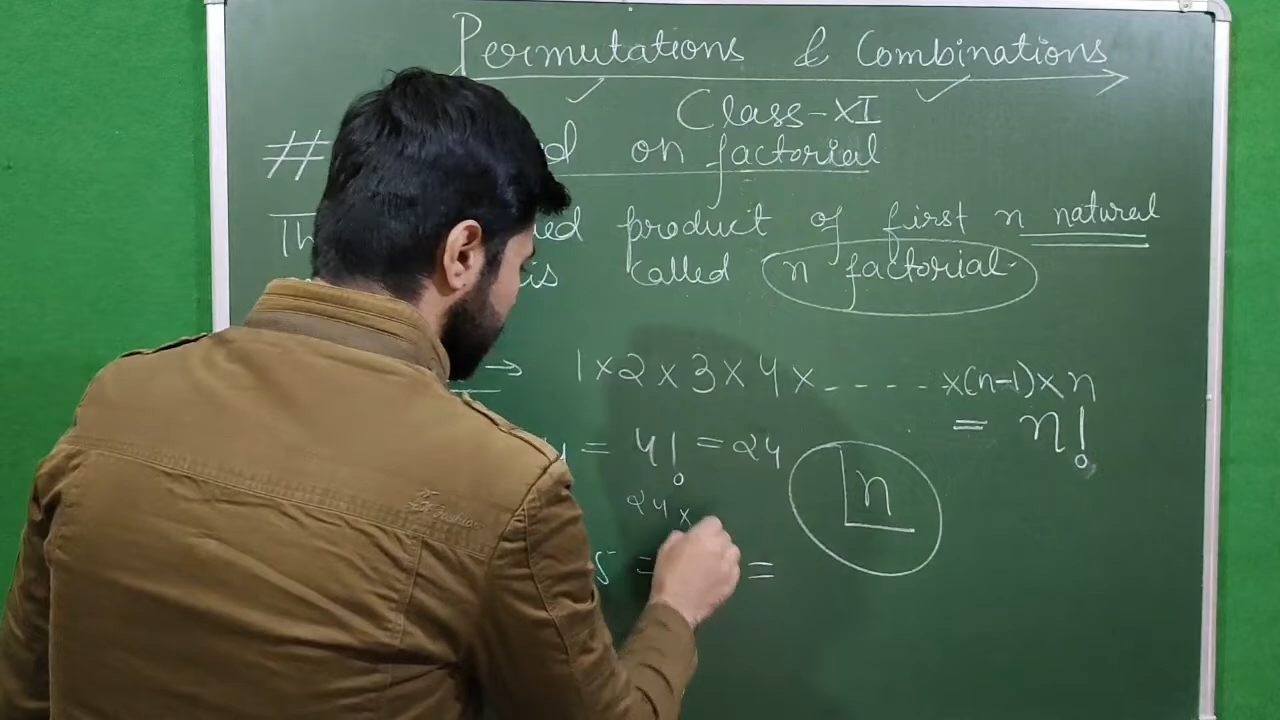 Permutations & Combinations
Class-XI
# on factorial
product of first n natural
is called n factorial.
→ 1×2×3×4×-----×(n-1)×n
= n!
= 4! = 24
n
24×
5 = =